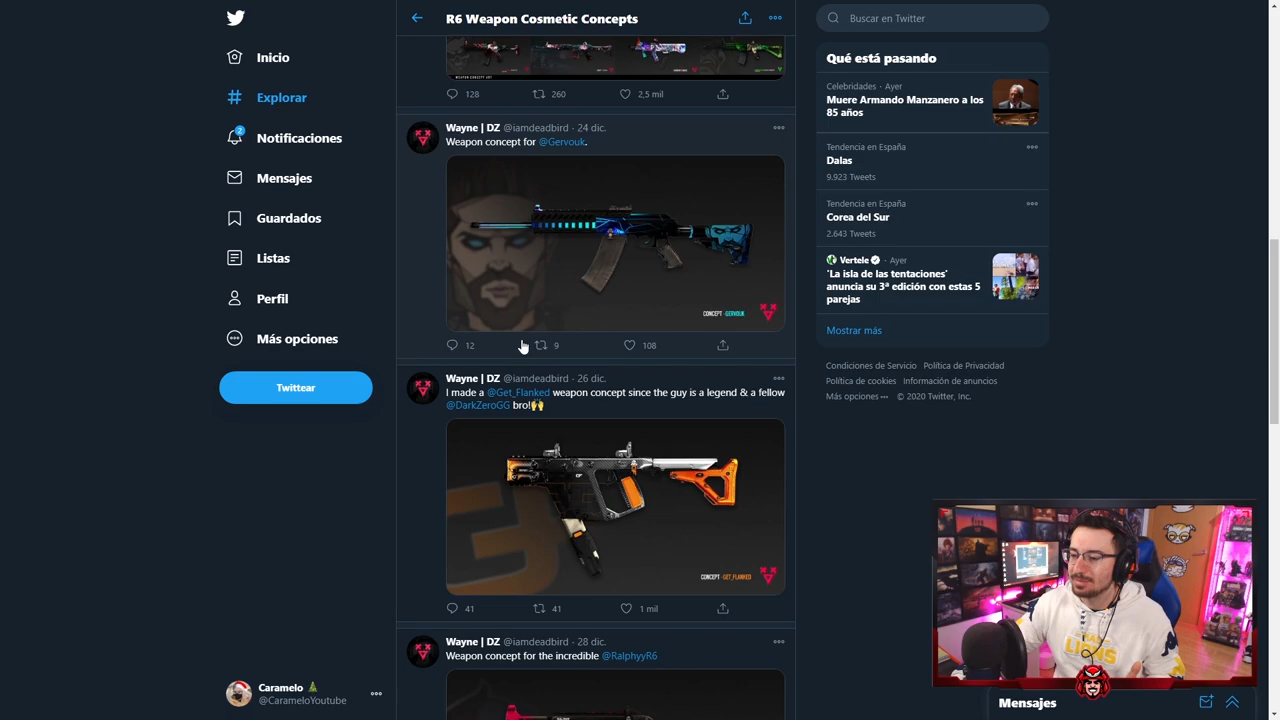 R6 Weapon Cosmetic Concepts
Buscar en Twitter
Inicio
Explorar
2
Notificaciones
Mensajes
Guardados
Listas
Perfil
Más opciones
Twittear
Caramelo
@CarameloYoutube
128 260 2,5 mil
Wayne | DZ @iamdeadbird · 24 dic.
Weapon concept for @Gervouk.
CONCEPT - GERVOUK
12 9 108
Wayne | DZ @iamdeadbird · 26 dic.
I made a @Get_Flanked weapon concept since the guy is a legend & a fellow
@DarkZeroGG bro!🙌
CONCEPT - GET_FLANKED
41 41 1 mil
Wayne | DZ @iamdeadbird · 28 dic.
Weapon concept for the incredible @RalphyyR6
Qué está pasando
Celebridades · Ayer
Muere Armando Manzanero a los
85 años
Tendencia en España
Dalas
9.923 Tweets
Tendencia en España
Corea del Sur
2.643 Tweets
Vertele · Ayer
'La isla de las tentaciones'
anuncia su 3ª edición con estas 5
parejas
Mostrar más
Condiciones de Servicio Política de Privacidad
Política de cookies Información de anuncios
Más opciones ••• © 2020 Twitter, Inc.
LIONS
Mensajes